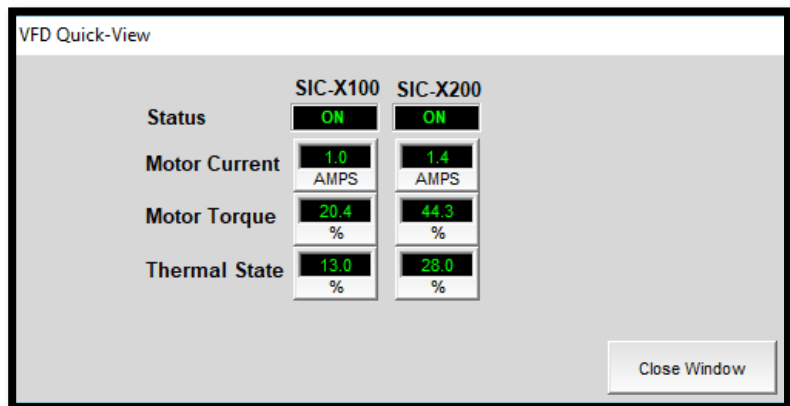 VFD Quick-View
SIC-X100 SIC-X200
Status ON ON
Motor Current 1.0 1.4
AMPS AMPS
Motor Torque 20.4 44.3
% %
Thermal State 13.0 28.0
% %
Close Window